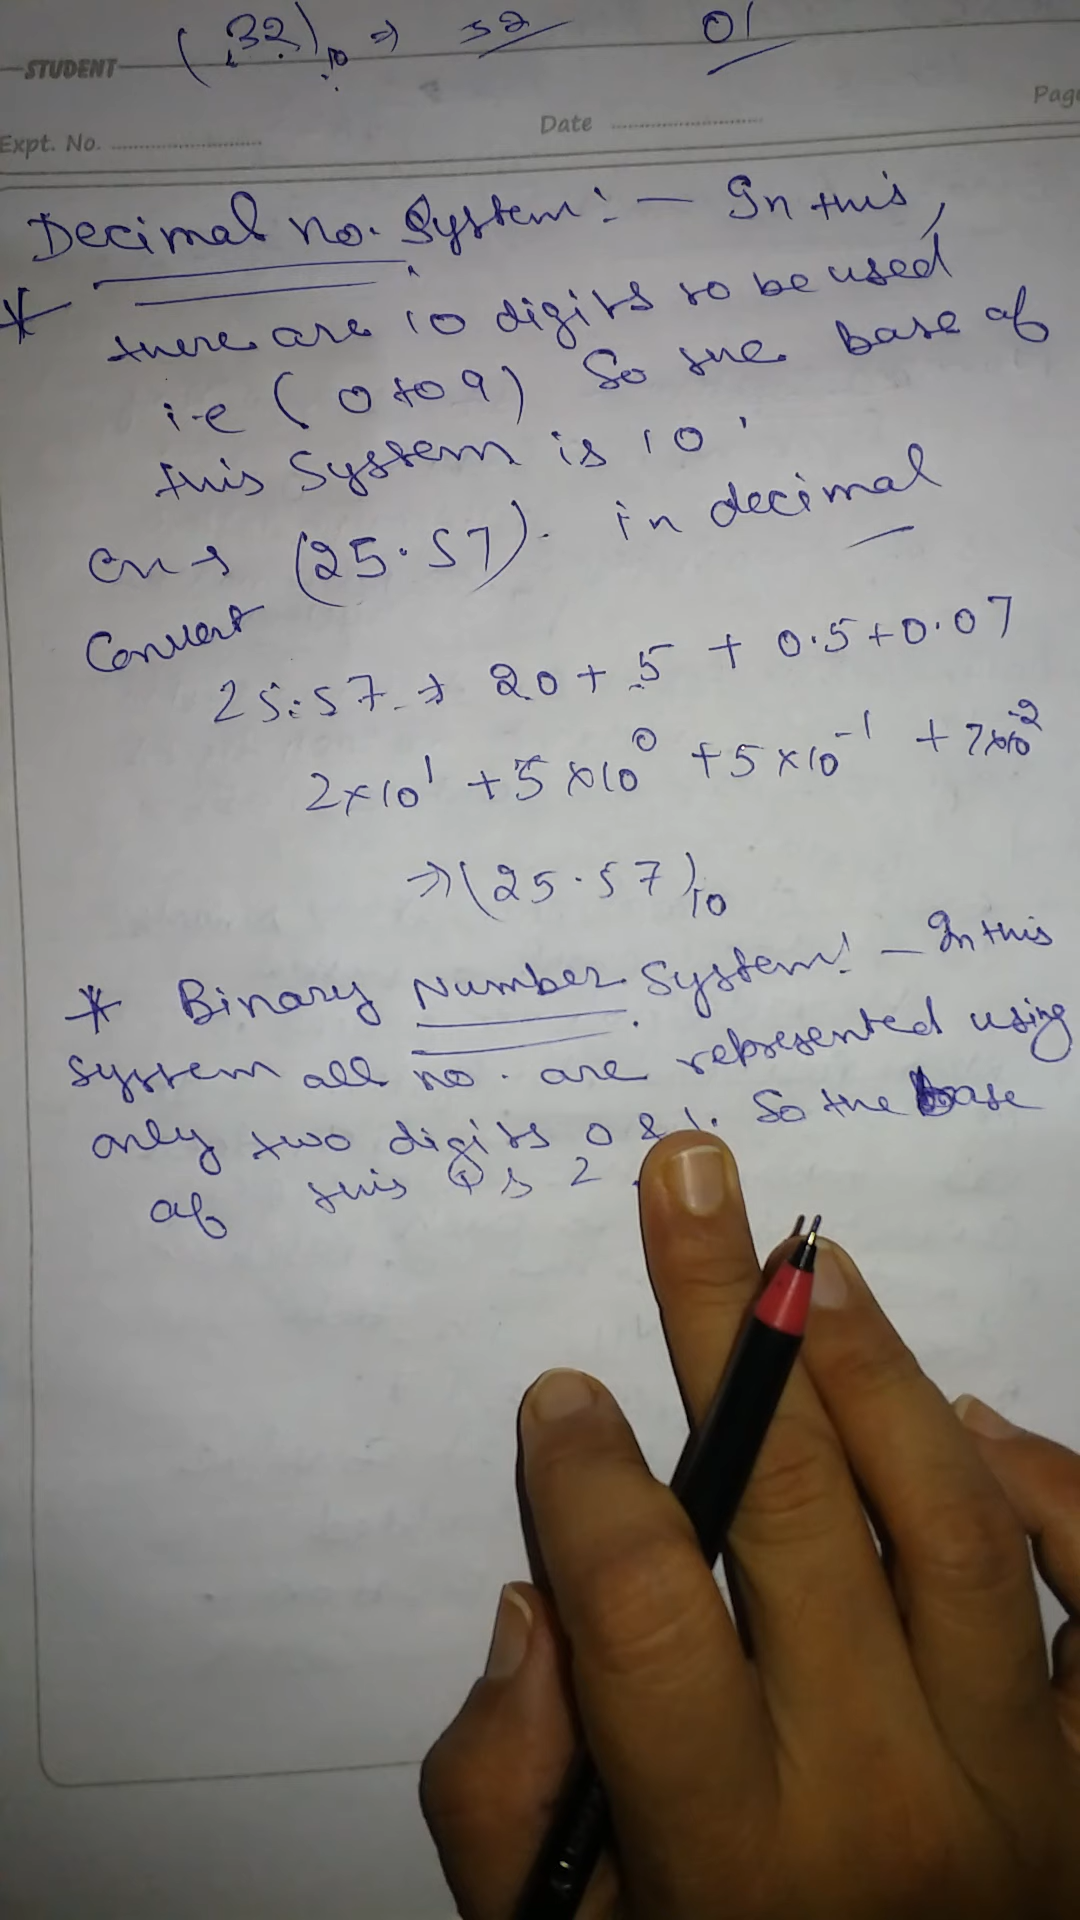 (32)10 ⇒ 32 01
STUDENT
Page
Expt. No. Date
Decimal no. System:- In this,
* there are 10 digits to be used
i.e (0 to 9) So the base of
this System is 10.
(25.57). in decimal
Convert
25.57 → 20 + 5 + 0.5 + 0.07
2×10¹ + 5×10⁰ + 5×10⁻¹ + 7×10⁻²
⇒ (25.57)10
* Binary Number System:- In this
System all no. are represented using
only two digits 0 & 1. So the base
of this is 2.